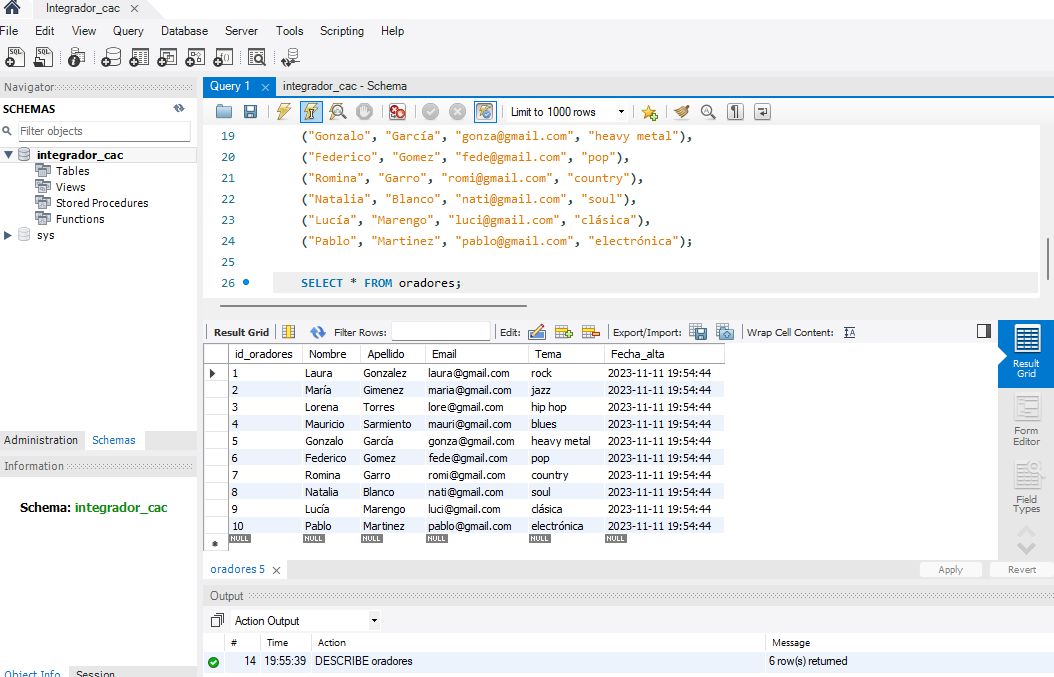 Integrador_cac
File Edit View Query Database Server Tools Scripting Help
Navigator
SCHEMAS
Filter objects
integrador_cac
Tables
Views
Stored Procedures
Functions
sys
Administration Schemas
Information
Schema: integrador_cac
Object Info Session
Query 1 integrador_cac - Schema
Limit to 1000 rows
19 ("Gonzalo", "García", "gonza@gmail.com", "heavy metal"),
20 ("Federico", "Gomez", "fede@gmail.com", "pop"),
21 ("Romina", "Garro", "romi@gmail.com", "country"),
22 ("Natalia", "Blanco", "nati@gmail.com", "soul"),
23 ("Lucía", "Marengo", "luci@gmail.com", "clásica"),
24 ("Pablo", "Martinez", "pablo@gmail.com", "electrónica");
25
26 SELECT * FROM oradores;
Result Grid Filter Rows: Edit: Export/Import: Wrap Cell Content:
id_oradores Nombre Apellido Email Tema Fecha_alta
1 Laura Gonzalez laura@gmail.com rock 2023-11-11 19:54:44
2 María Gimenez maria@gmail.com jazz 2023-11-11 19:54:44
3 Lorena Torres lore@gmail.com hip hop 2023-11-11 19:54:44
4 Mauricio Sarmiento mauri@gmail.com blues 2023-11-11 19:54:44
5 Gonzalo García gonza@gmail.com heavy metal 2023-11-11 19:54:44
6 Federico Gomez fede@gmail.com pop 2023-11-11 19:54:44
7 Romina Garro romi@gmail.com country 2023-11-11 19:54:44
8 Natalia Blanco nati@gmail.com soul 2023-11-11 19:54:44
9 Lucía Marengo luci@gmail.com clásica 2023-11-11 19:54:44
10 Pablo Martinez pablo@gmail.com electrónica 2023-11-11 19:54:44
NULL NULL NULL NULL NULL NULL
Result
Grid
Form
Editor
Field
Types
oradores 5 Apply Revert
Output
Action Output
# Time Action Message
14 19:55:39 DESCRIBE oradores 6 row(s) returned